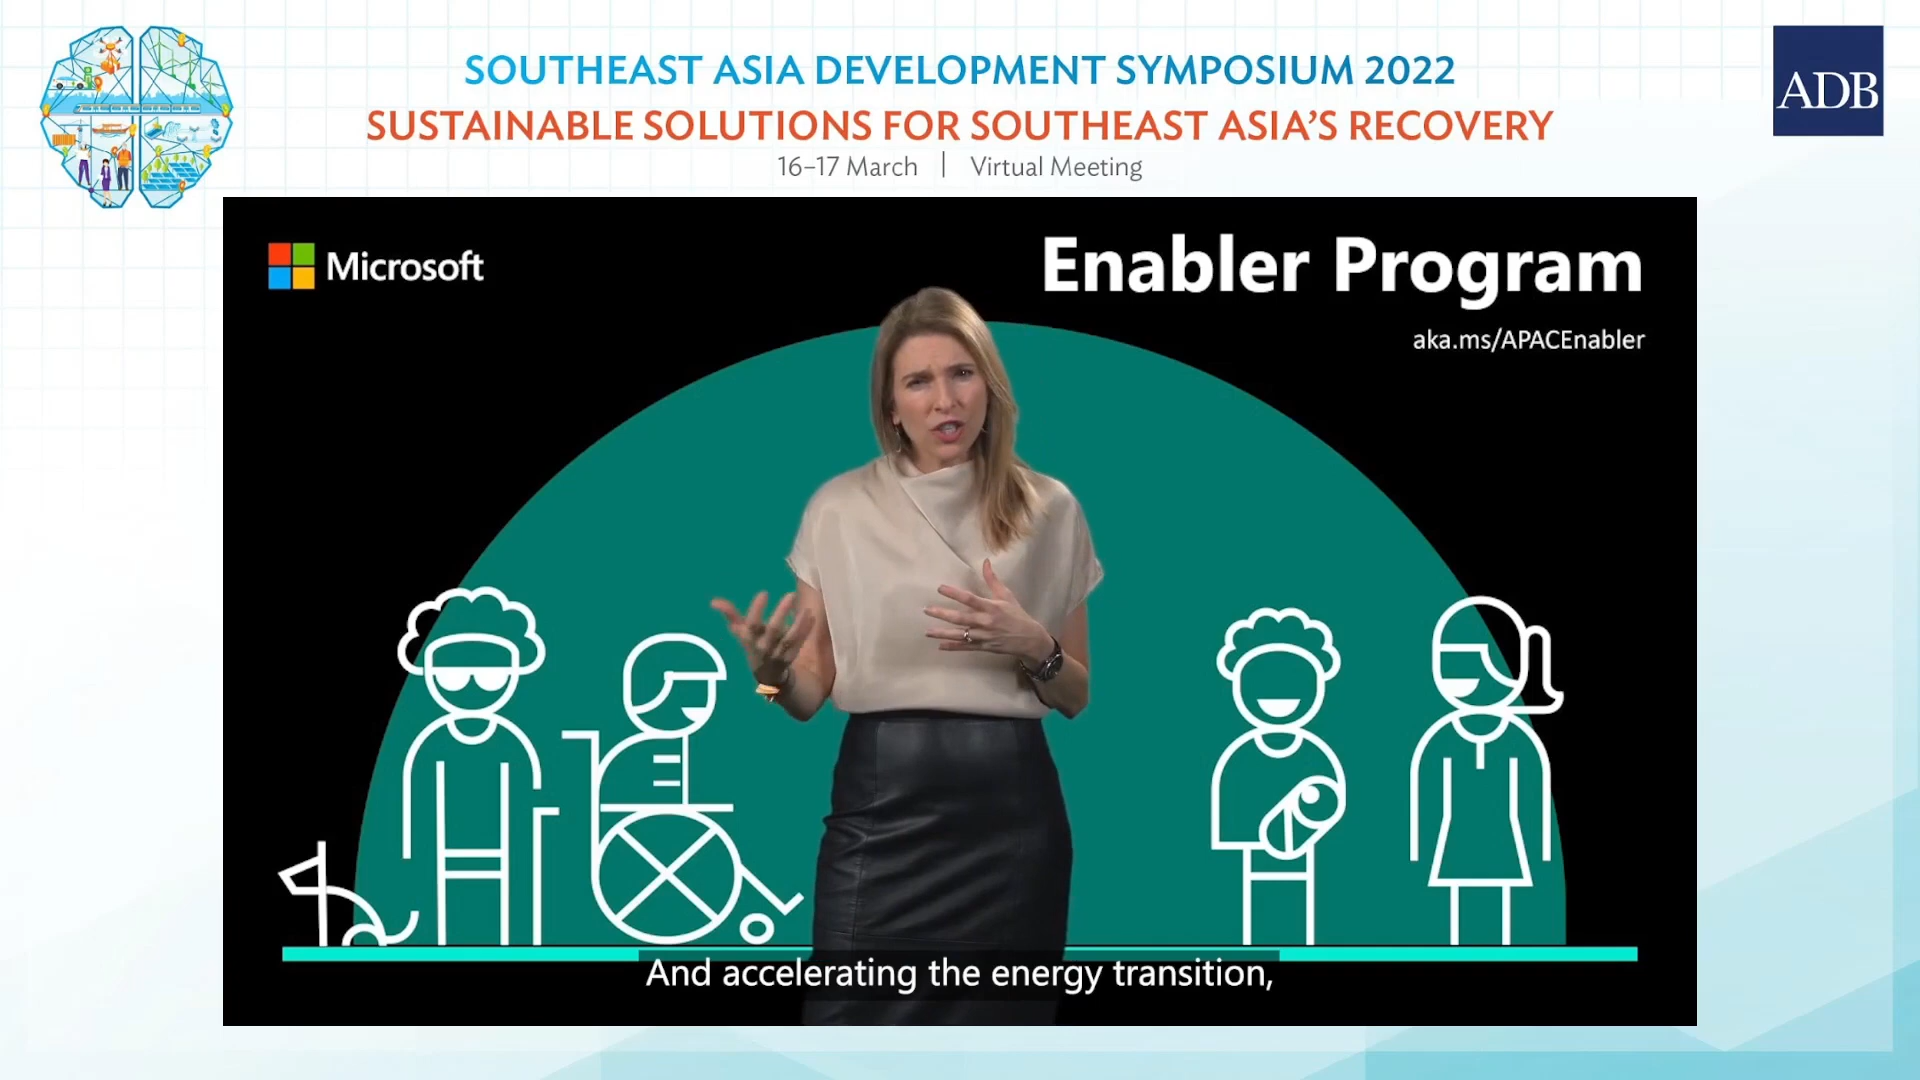 SOUTHEAST ASIA DEVELOPMENT SYMPOSIUM 2022
SUSTAINABLE SOLUTIONS FOR SOUTHEAST ASIA'S RECOVERY
16–17 March | Virtual Meeting
ADB
Microsoft
Enabler Program
aka.ms/APACEnabler
And accelerating the energy transition,